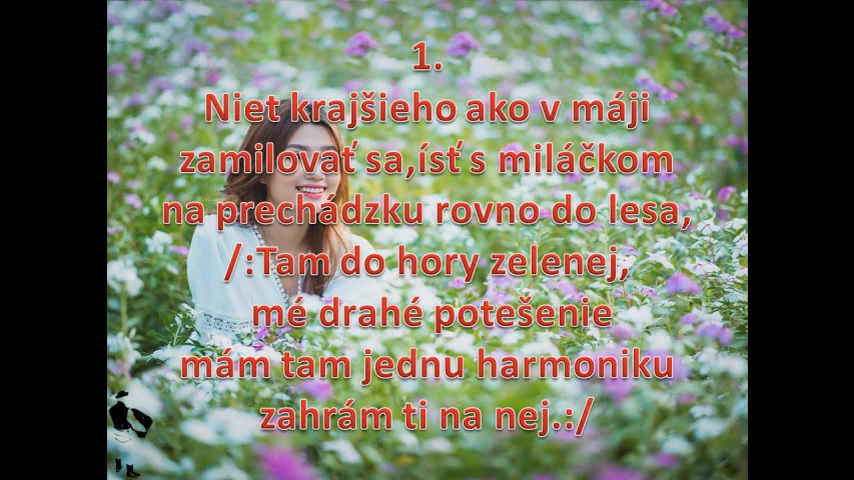 1.
Niet krajšieho ako v máji
zamilovať sa,ísť s miláčkom
na prechádzku rovno do lesa,
/:Tam do hory zelenej,
mé drahé potešenie
mám tam jednu harmoniku
zahrám ti na nej.:/